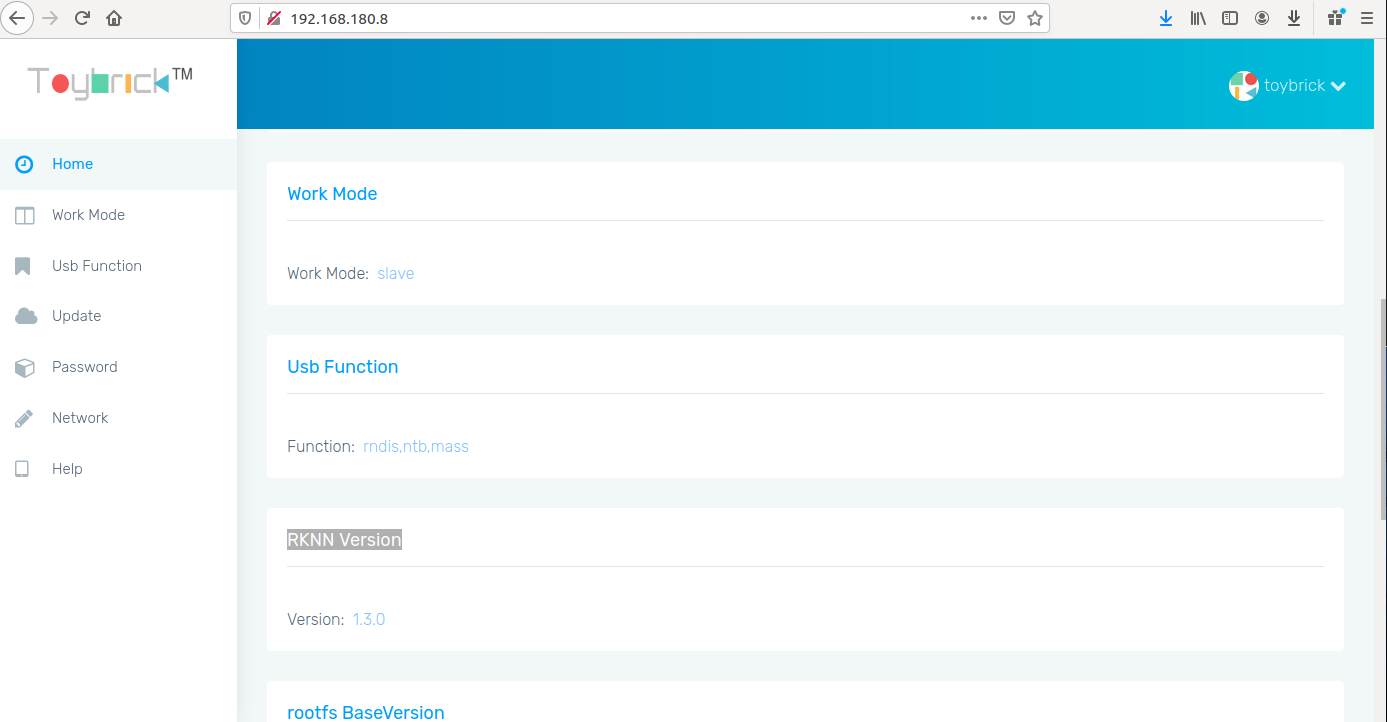 192.168.180.8
Toybrick™
toybrick
Home
Work Mode
Usb Function
Update
Password
Network
Help
Work Mode
Work Mode: slave
Usb Function
Function: rndis,ntb,mass
RKNN Version
Version: 1.3.0
rootfs BaseVersion